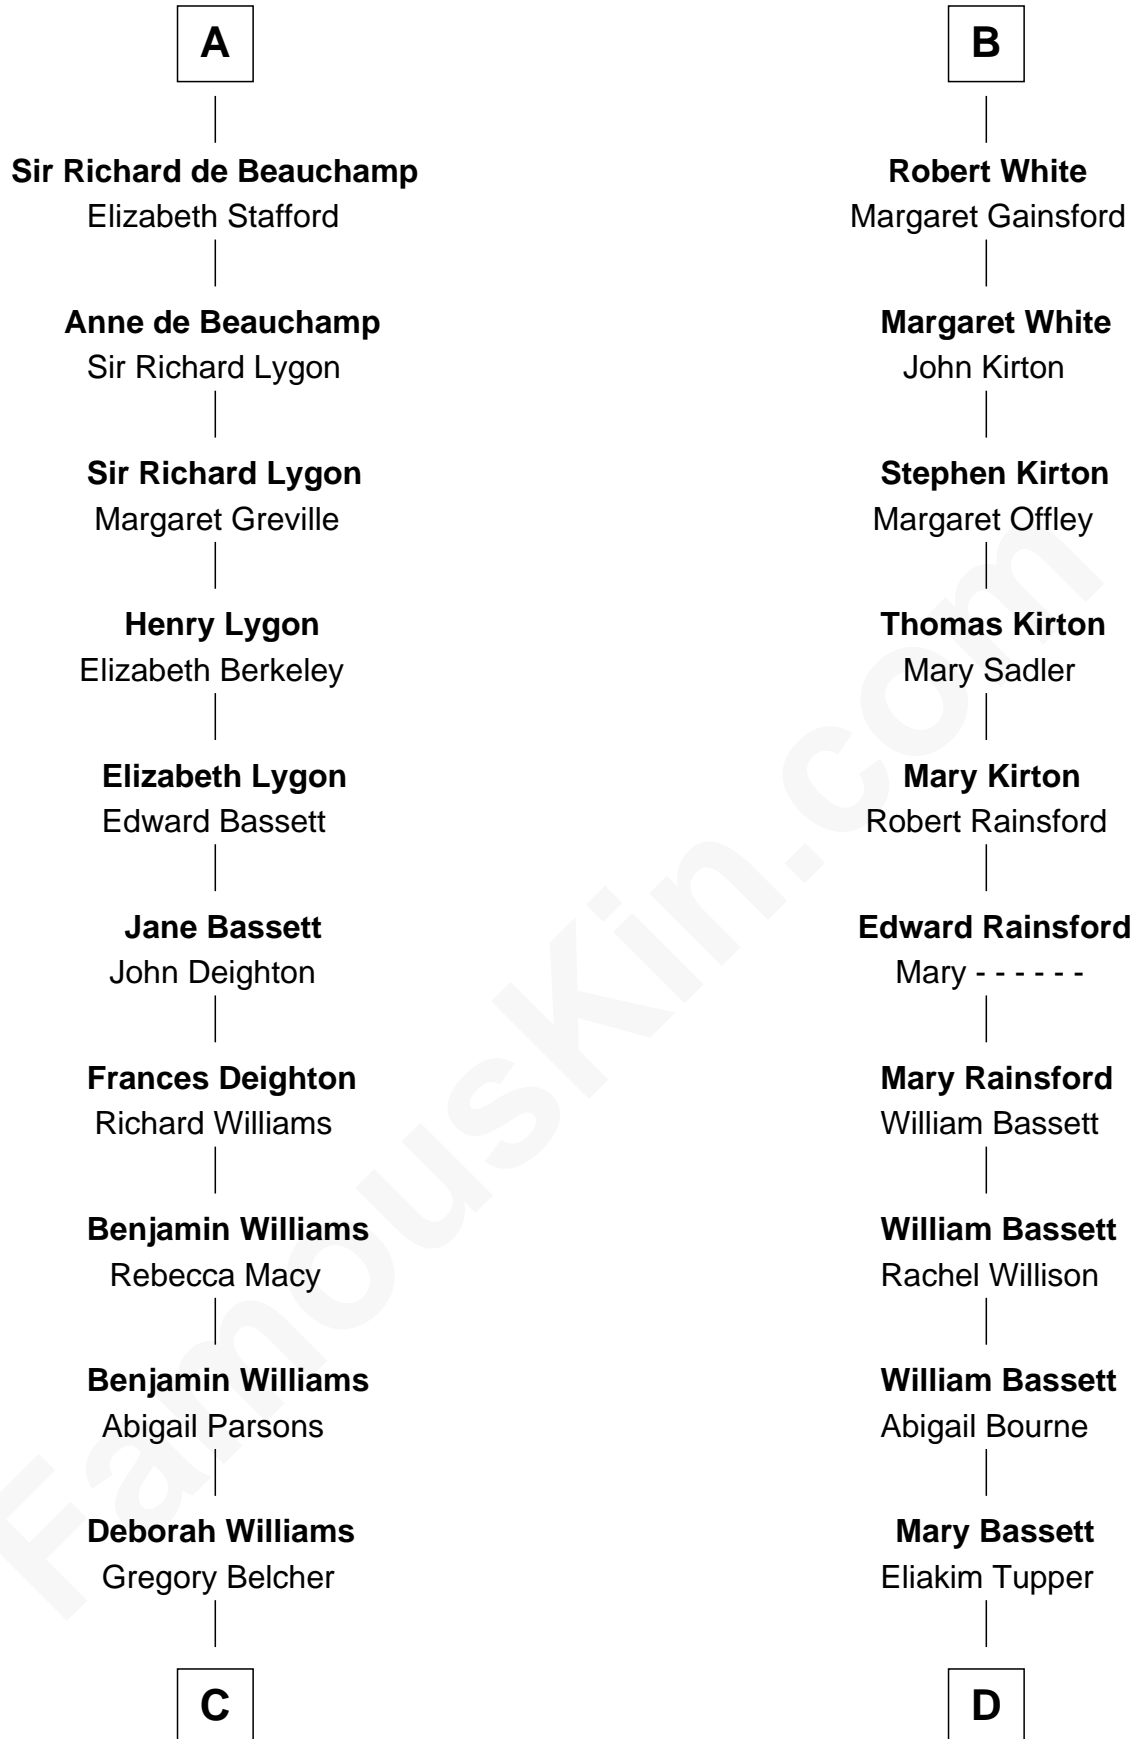 A
Sir Richard de Beauchamp
Elizabeth Stafford
Anne de Beauchamp
Sir Richard Lygon
Sir Richard Lygon
Margaret Greville
Henry Lygon
Elizabeth Berkeley
Elizabeth Lygon
Edward Bassett
Jane Bassett
John Deighton
Frances Deighton
Richard Williams
Benjamin Williams
Rebecca Macy
Benjamin Williams
Abigail Parsons
Deborah Williams
Gregory Belcher
C
B
Robert White
Margaret Gainsford
Margaret White
John Kirton
Stephen Kirton
Margaret Offley
Thomas Kirton
Mary Sadler
Mary Kirton
Robert Rainsford
Edward Rainsford
Mary - - - - - -
Mary Rainsford
William Bassett
William Bassett
Rachel Willison
William Bassett
Abigail Bourne
Mary Bassett
Eliakim Tupper
D
FamousKin.com